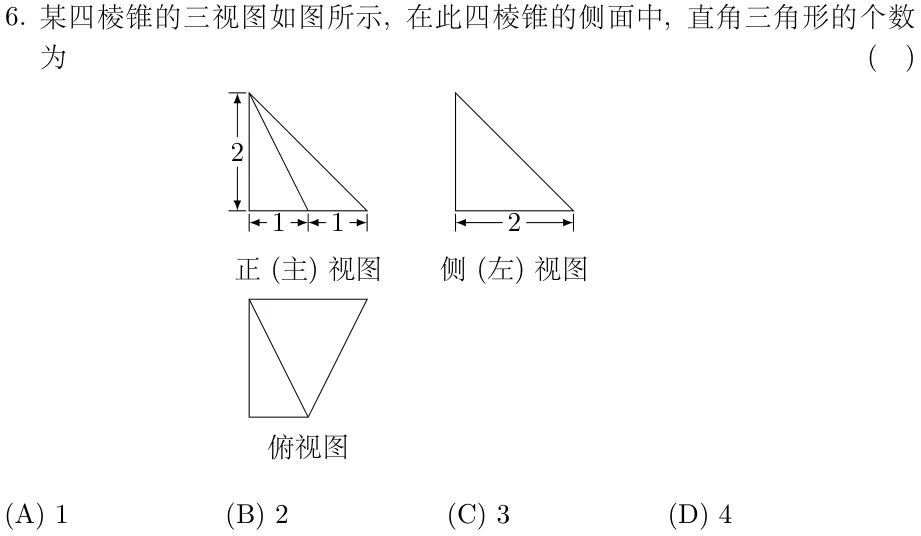 6. 某四棱锥的三视图如图所示, 在此四棱锥的侧面中, 直角三角形的个数
为 ( )
2
1 1 2
正 (主) 视图 侧 (左) 视图
俯视图
(A) 1 (B) 2 (C) 3 (D) 4